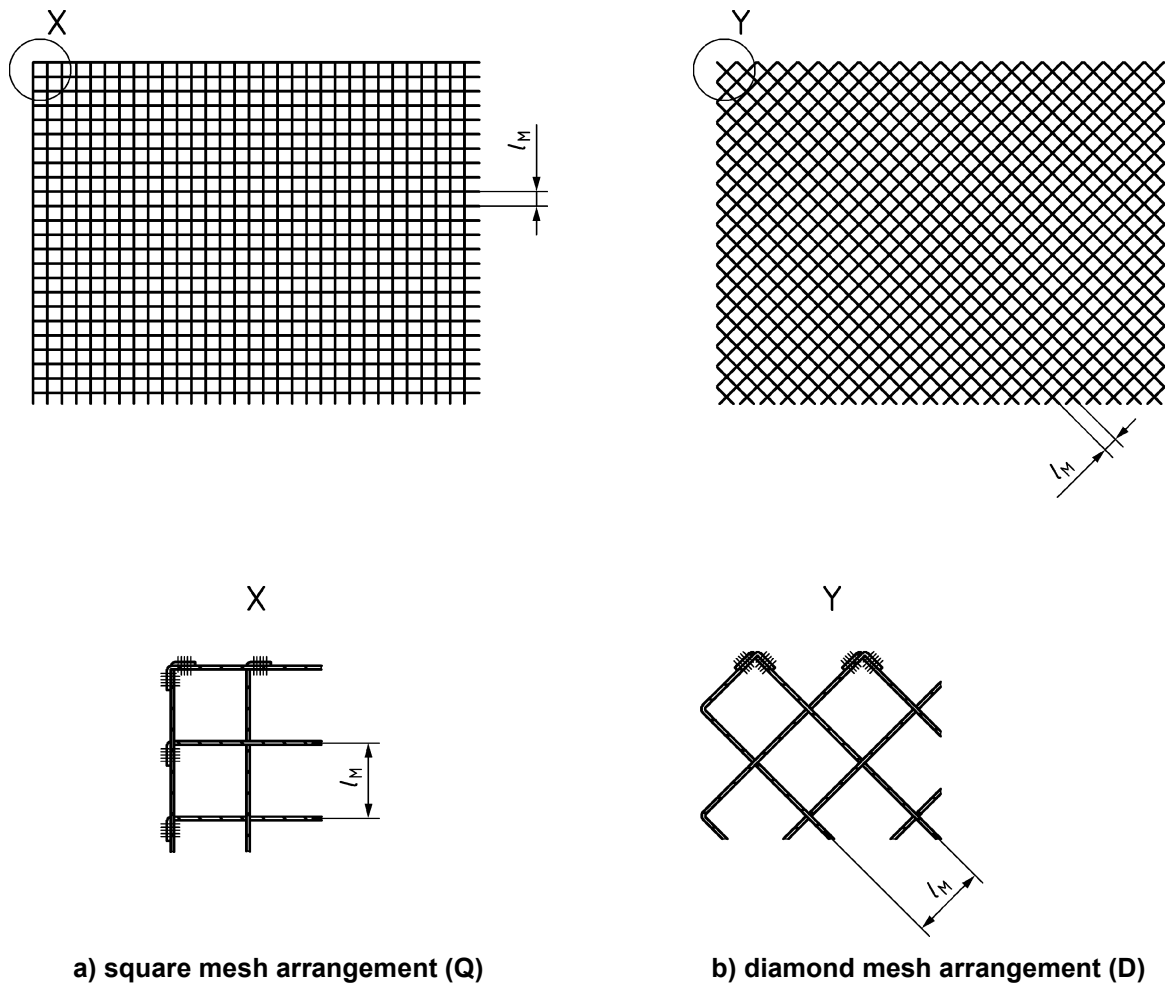 X
Y
lM
lM
X
Y
lM
lM
a) square mesh arrangement (Q)
b) diamond mesh arrangement (D)